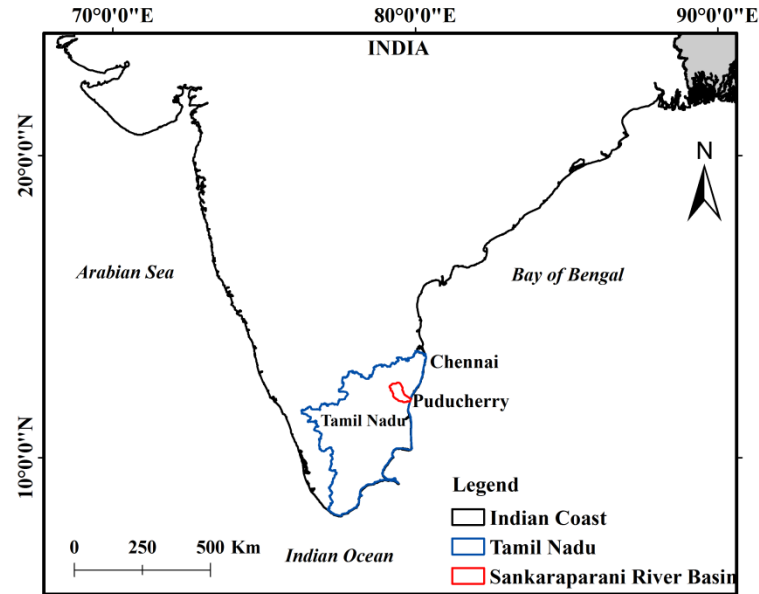 70°0'0"E 80°0'0"E 90°0'0"E
INDIA
20°0'0"N
N
Arabian Sea
Bay of Bengal
Chennai
Puducherry
Tamil Nadu
10°0'0"N
Legend
Indian Coast
Tamil Nadu
Sankaraparani River Basin
0 250 500 Km
Indian Ocean